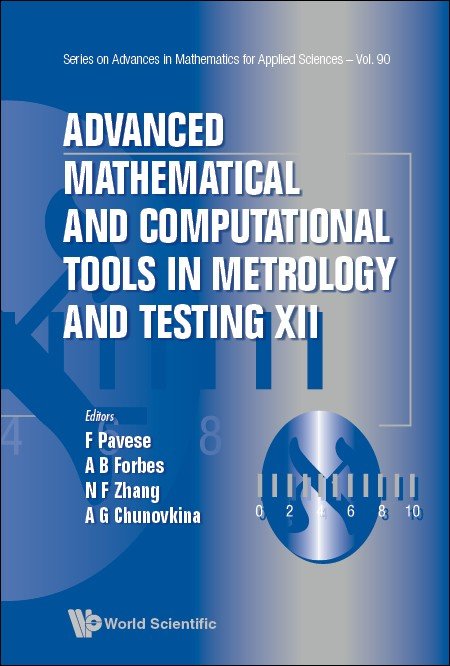 Series on Advances in Mathematics for Applied Sciences – Vol. 90
ADVANCED
MATHEMATICAL
AND COMPUTATIONAL
TOOLS IN METROLOGY
AND TESTING XII
Editors
F Pavese
A B Forbes
N F Zhang
A G Chunovkina
4 6 8
0 2 4 6 8 10
World Scientific